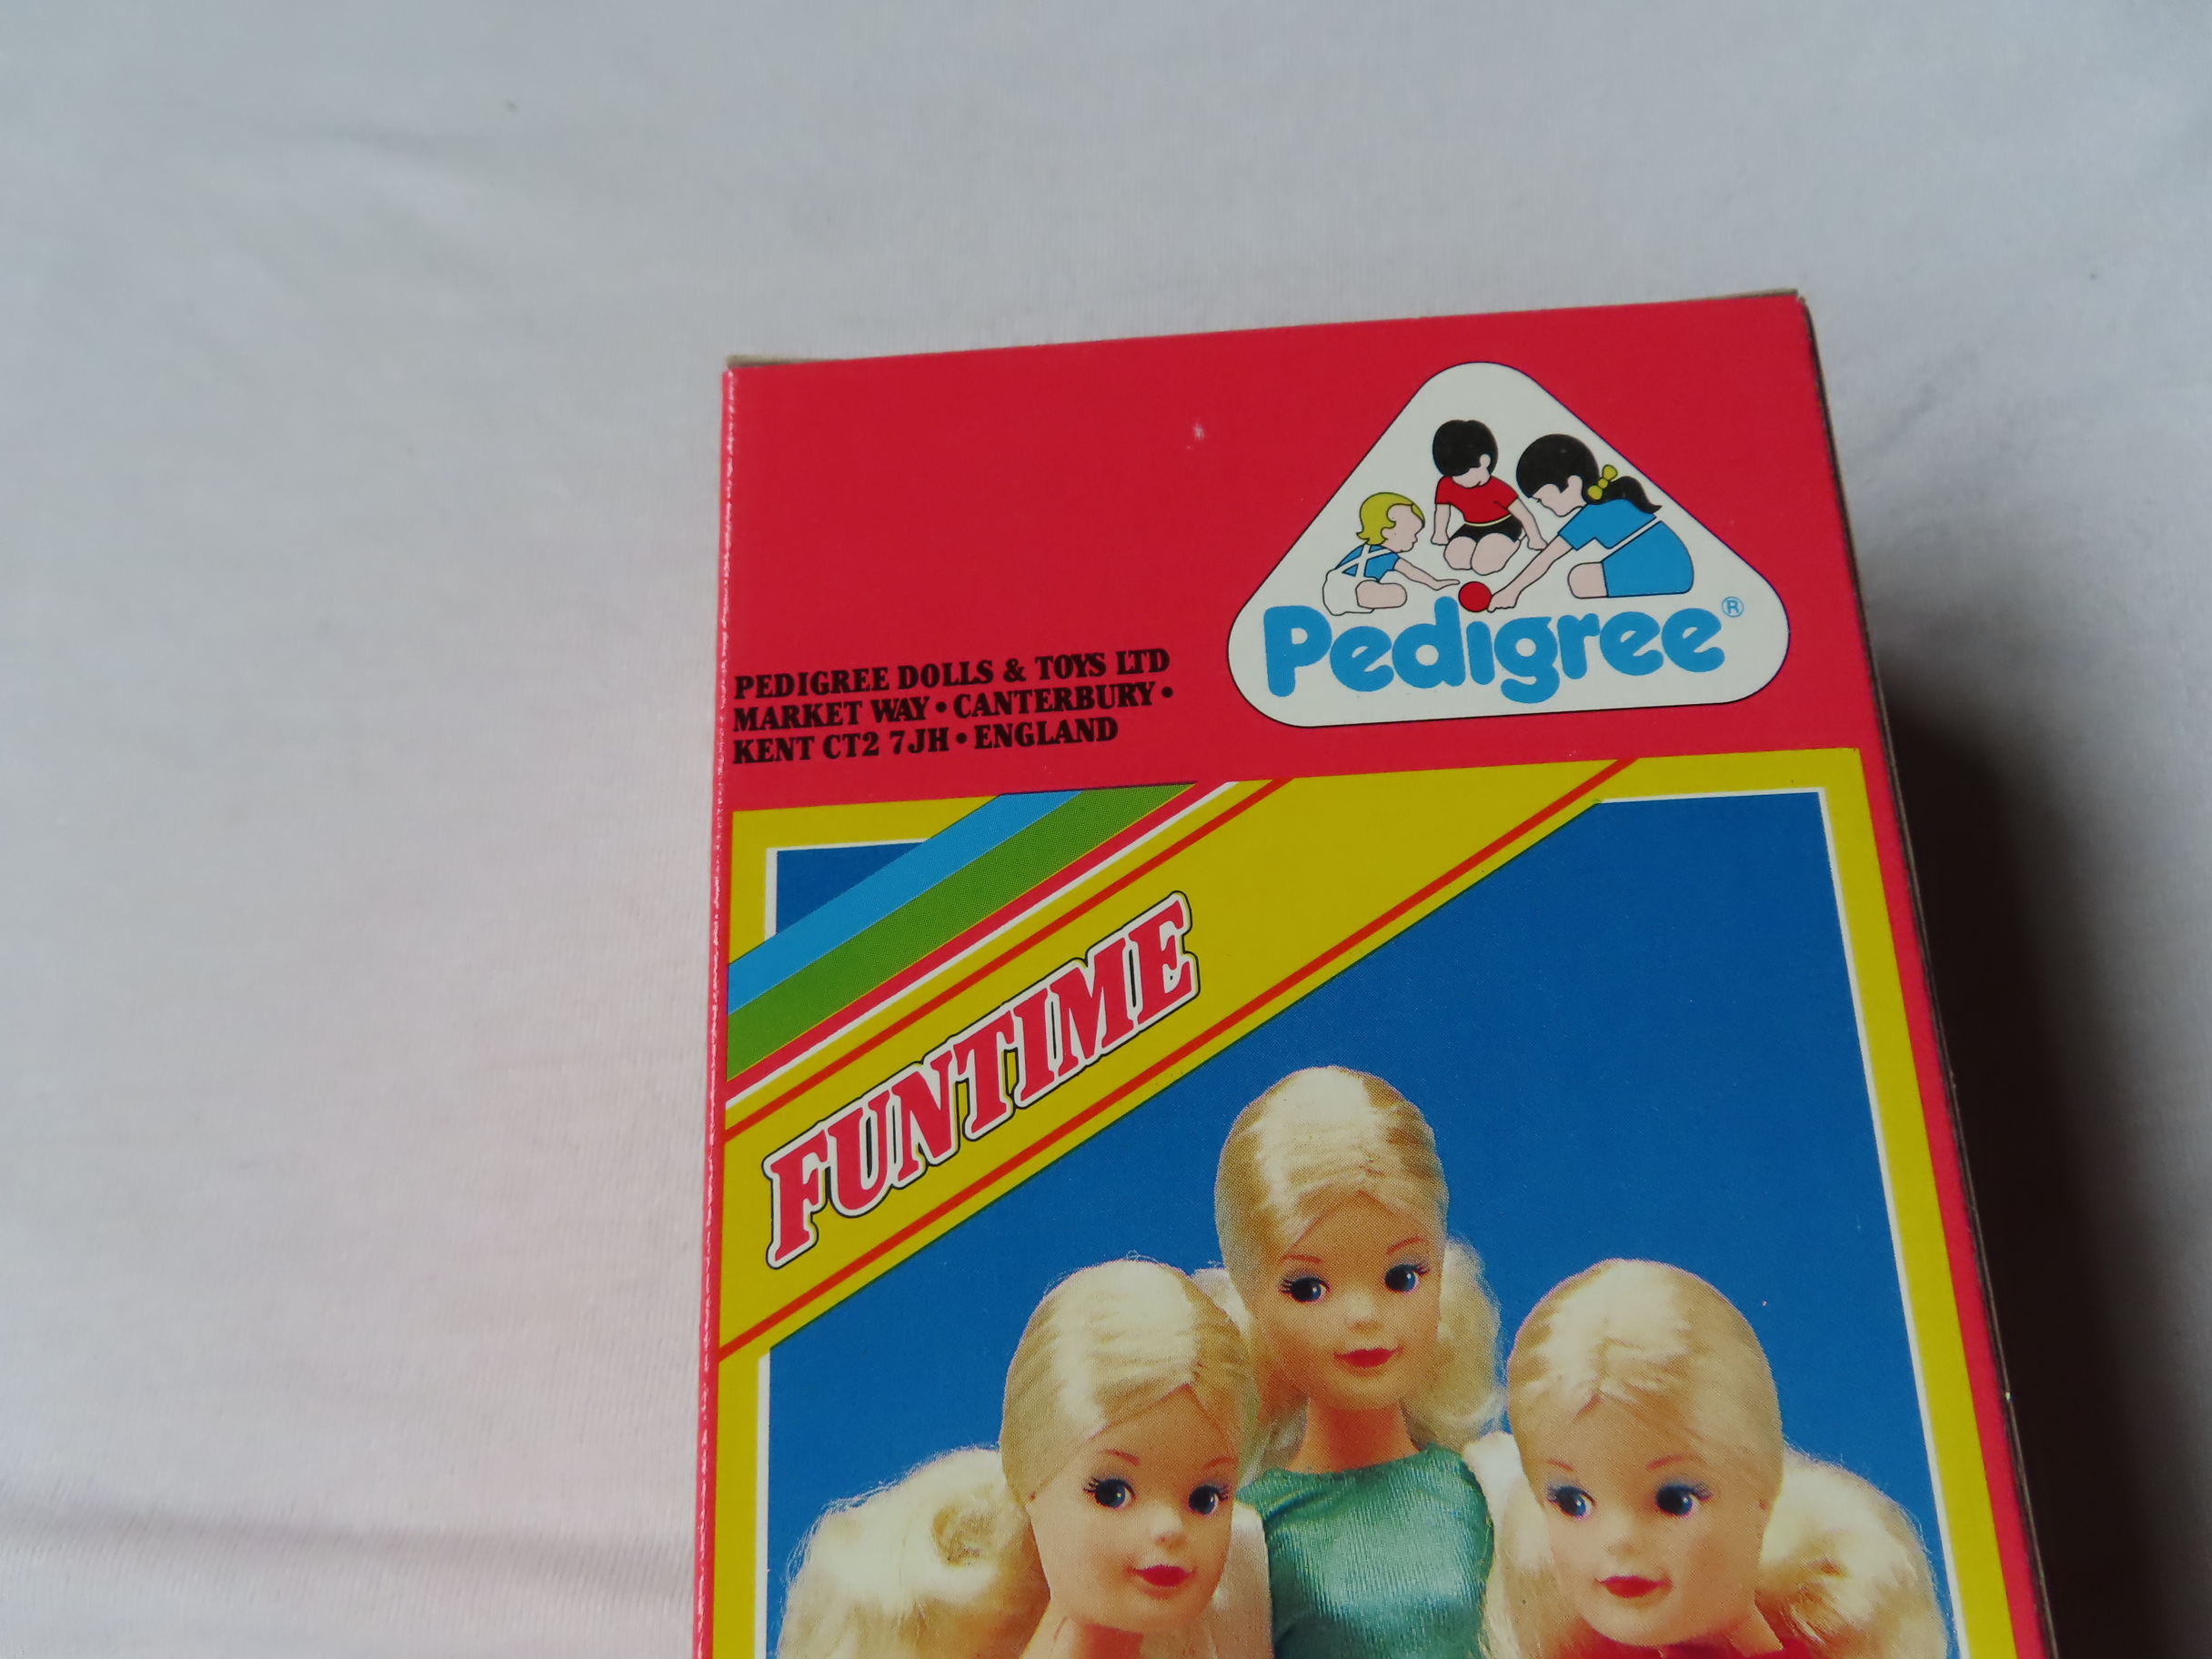 Pedigree®
PEDIGREE DOLLS & TOYS LTD
MARKET WAY • CANTERBURY •
KENT CT2 7JH • ENGLAND
FUNTIME